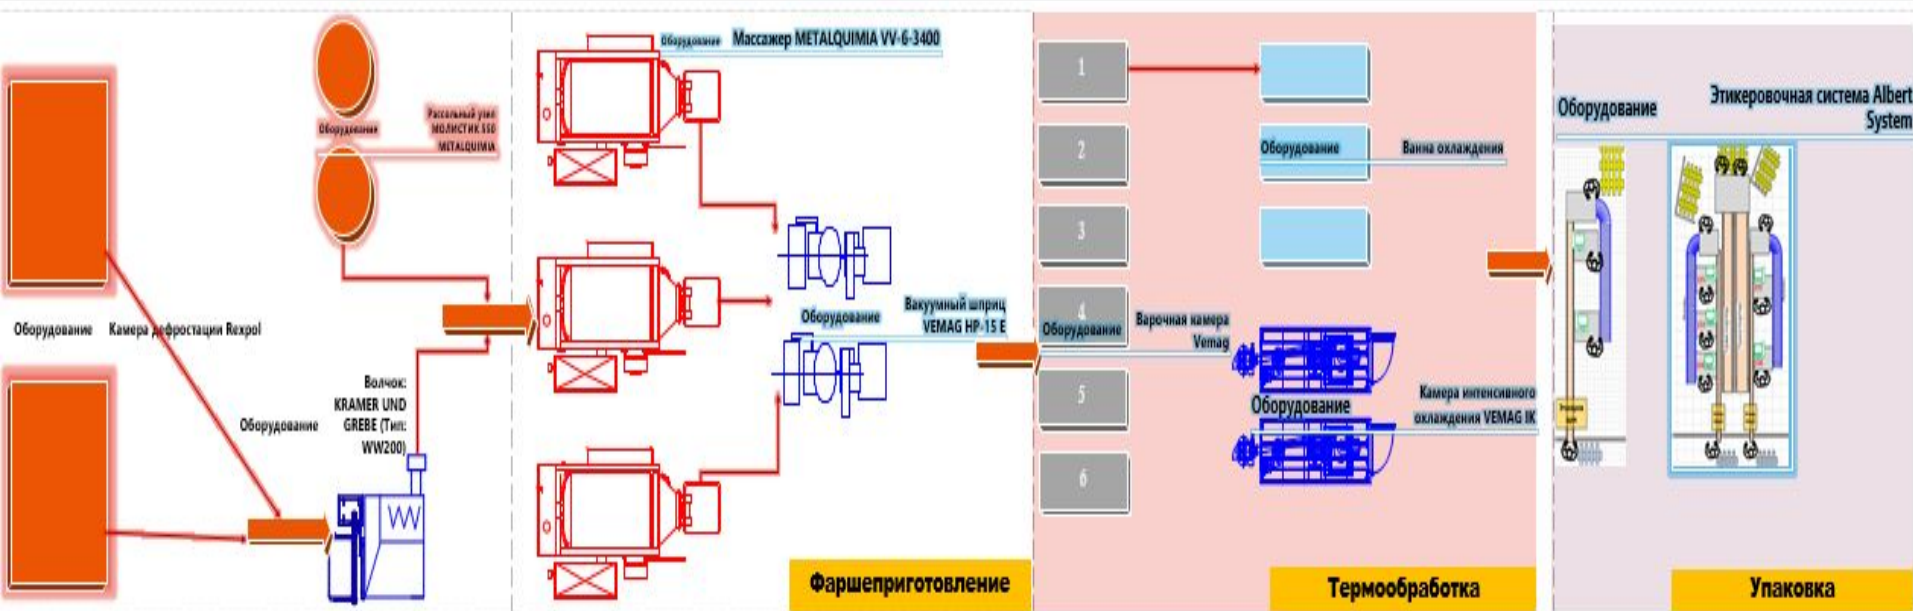 Оборудование
Рассольный узел
МОЛИСТИК 550
METALQUIMIA
Оборудование Камера дефростации Rexpol
Оборудование
Волчок:
KRAMER UND
GREBE (Тип:
WW200)
Оборудование Массажер METALQUIMIA VV-6-3400
Оборудование
Вакуумный шприц
VEMAG HP-15 E
Фаршеприготовление
1
2
3
4
5
6
Оборудование Ванна охлаждения
Оборудование
Варочная камера
Vemag
Оборудование
Камера интенсивного
охлаждения VEMAG IK
Термообработка
Оборудование
Этикеровочная система Albert
System
Упаковка